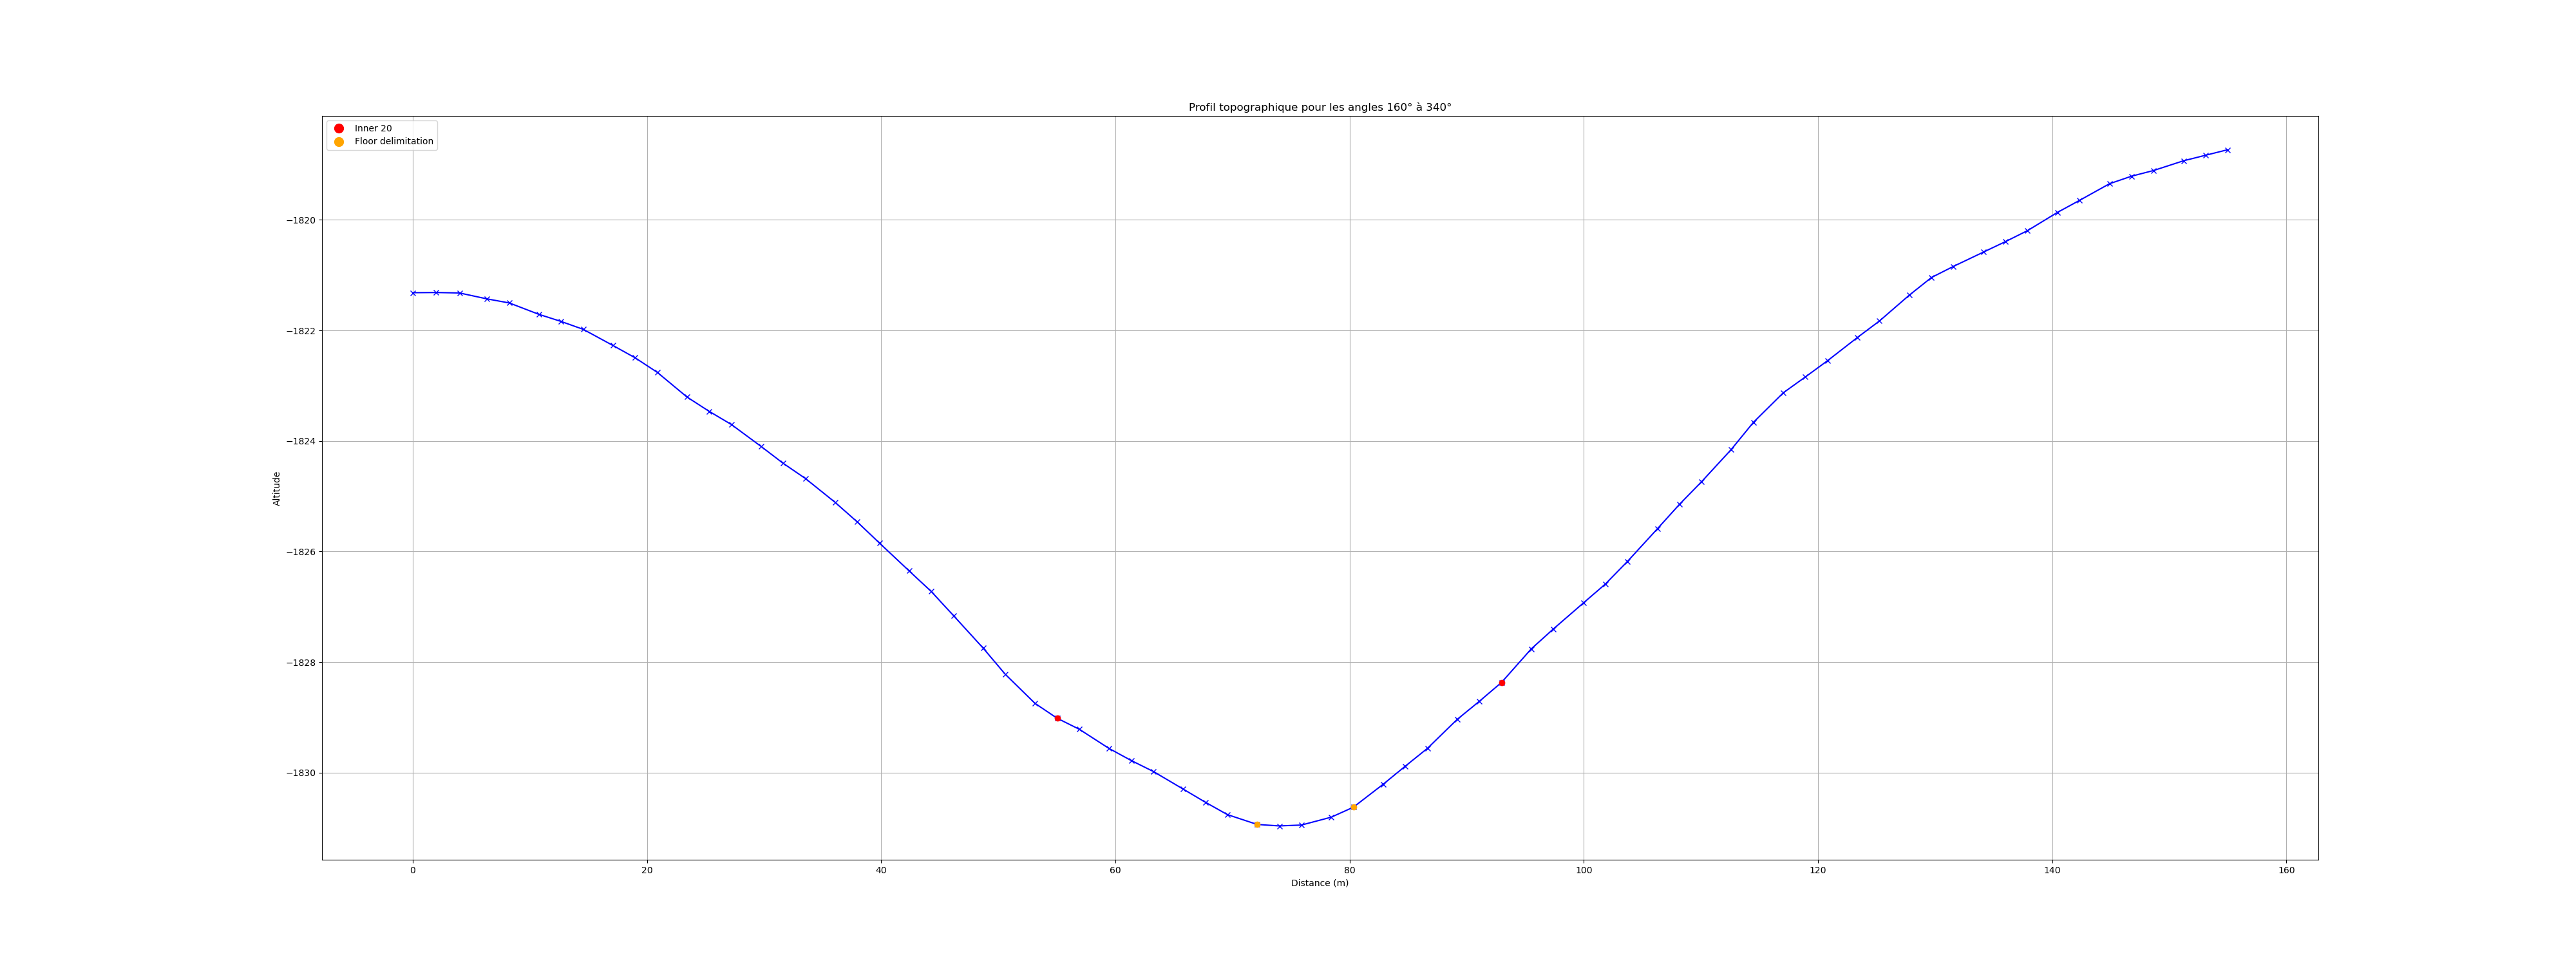 Profil topographique pour les angles 160° à 340°
Inner 20
Floor delimitation
−1820
−1822
−1824
−1826
−1828
−1830
Altitude
0 20 40 60 80 100 120 140 160
Distance (m)